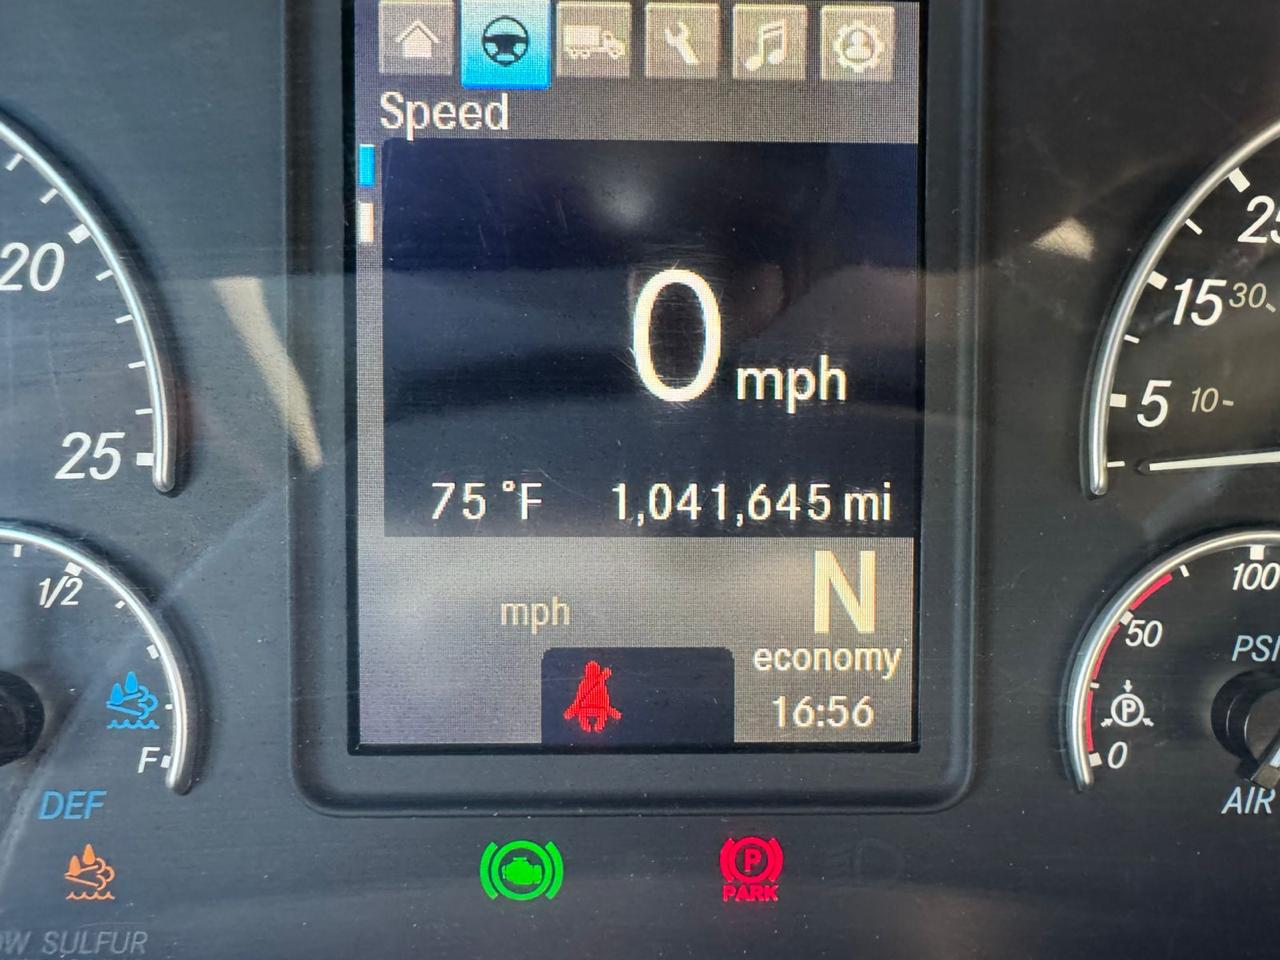 Speed
20
25
0 mph
75 °F 1,041,645 mi
25
15 30
5 10
1/2
F
DEF
mph
N
economy
16:56
100
50
PSI
P
0
AIR
P
PARK
SULFUR